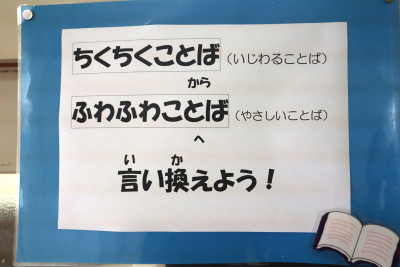 ちくちくことば（いじわることば）
から
ふわふわことば（やさしいことば）
へ
い か
言い換えよう！